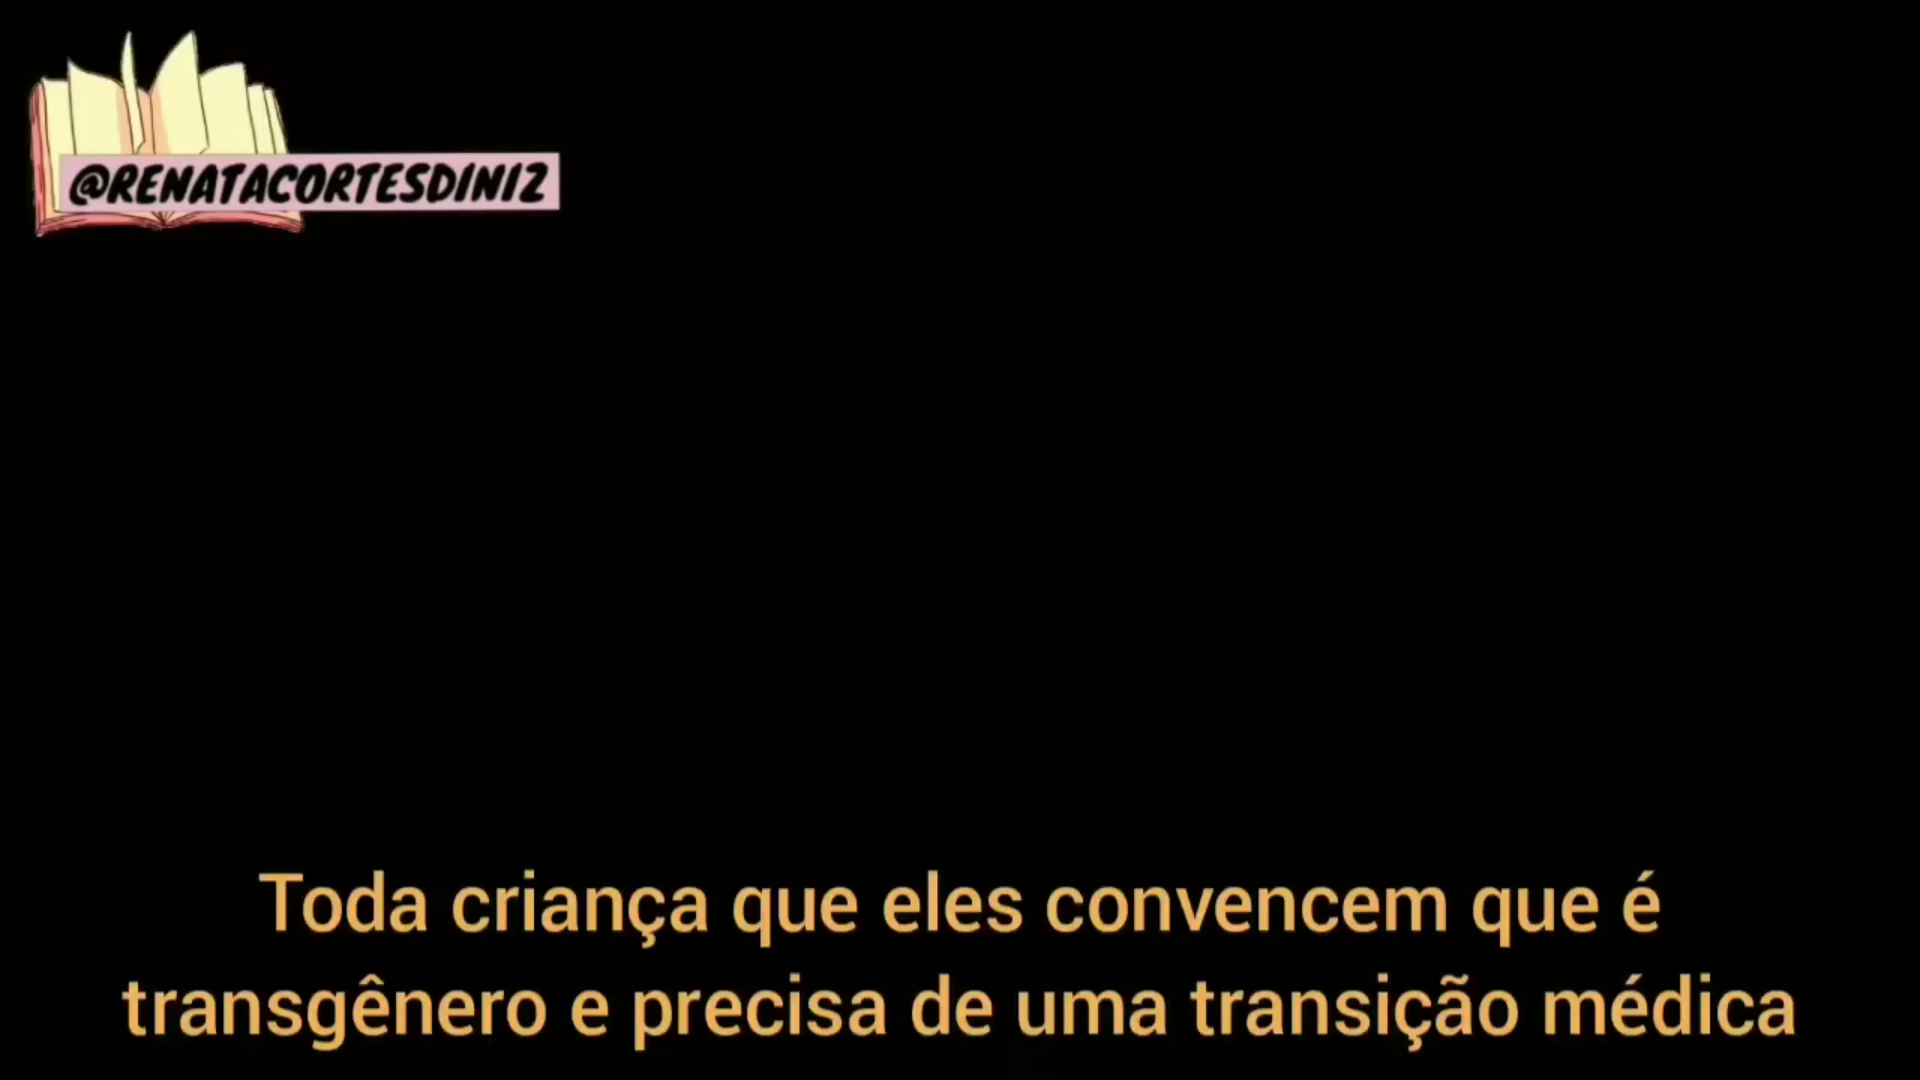 @RENATACORTESDINIZ
Toda criança que eles convencem que é
transgênero e precisa de uma transição médica